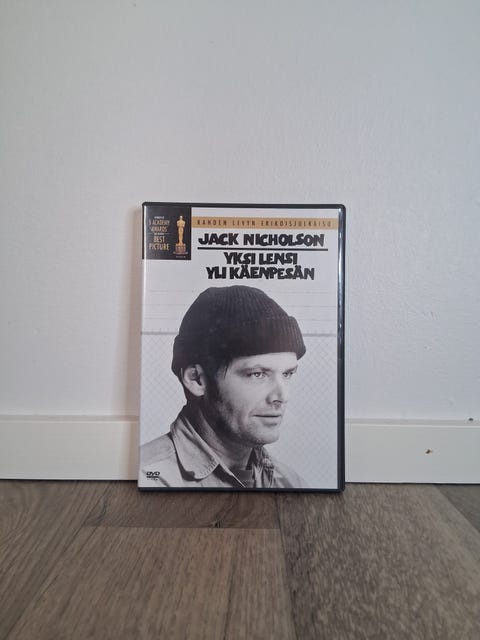 5 ACADEMY
AWARDS
BEST
PICTURE
KAHDEN LEVYN ERIKOISJULKAISU
JACK NICHOLSON
YKSI LENSI
YLI KÄENPESÄN
DVD